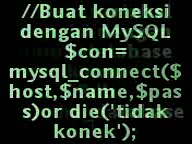 //Buat koneksi
dengan MySQL
$con=
mysql_connect($
host,$name,$pas
s)or die('tidak
konek');